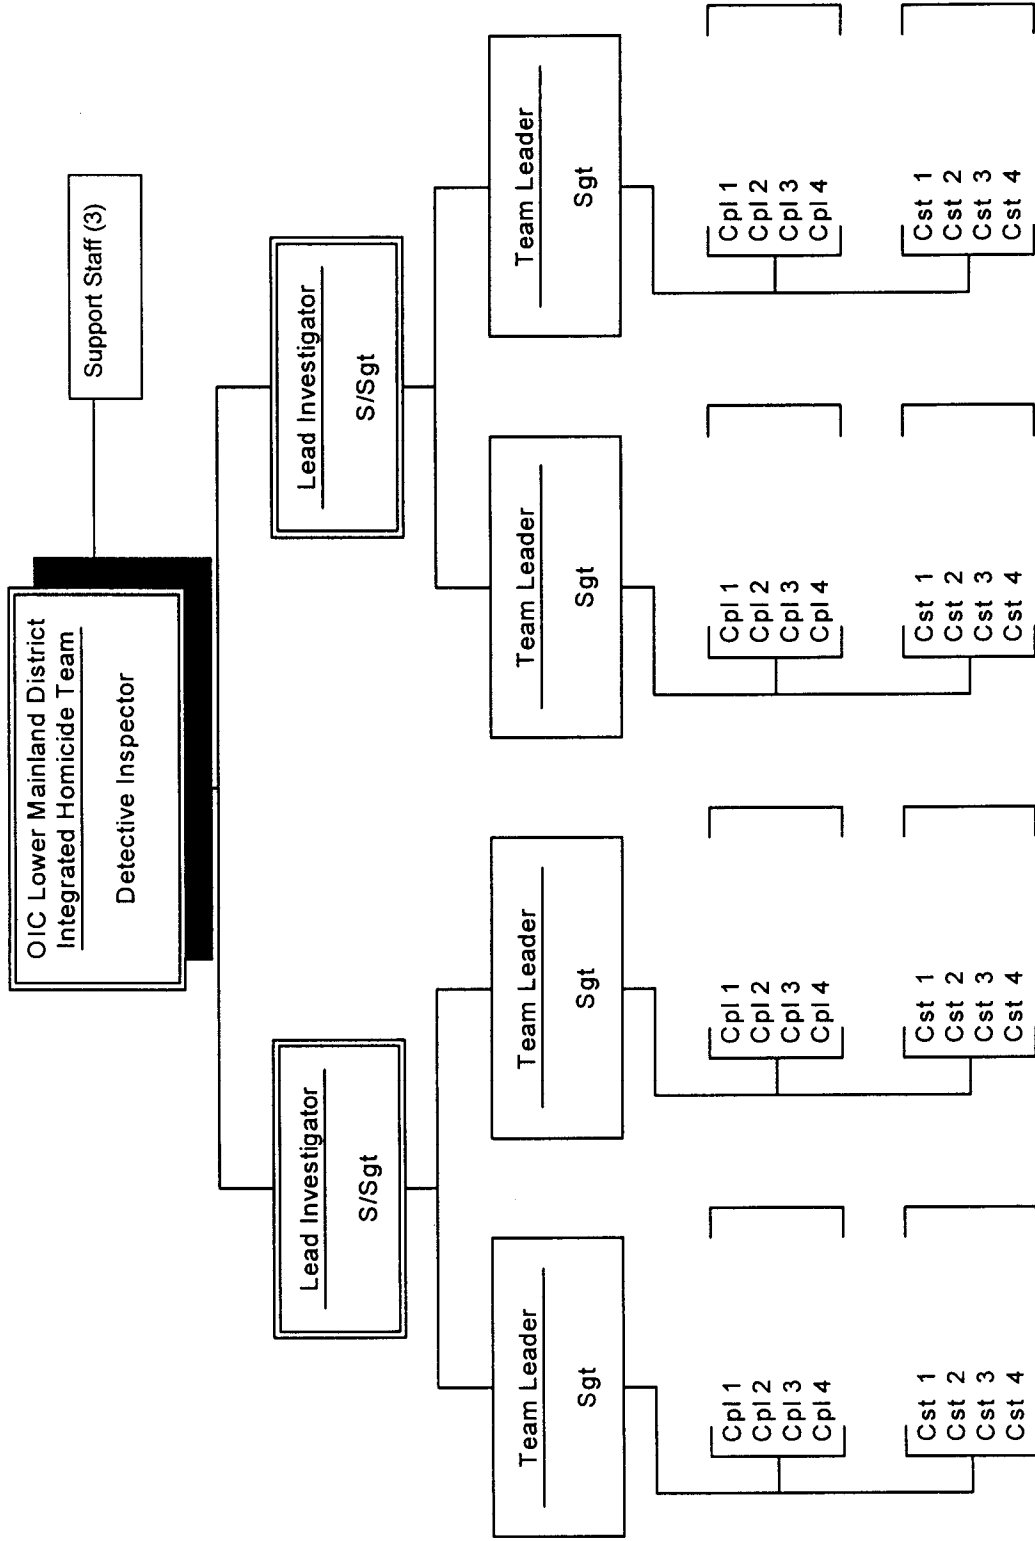 OIC Lower Mainland District
Integrated Homicide Team
Detective Inspector
Support Staff (3)
Lead Investigator
S/Sgt
Lead Investigator
S/Sgt
Team Leader
Sgt
Team Leader
Sgt
Team Leader
Sgt
Team Leader
Sgt
Cpl 1
Cpl 2
Cpl 3
Cpl 4
Cst 1
Cst 2
Cst 3
Cst 4
Cpl 1
Cpl 2
Cpl 3
Cpl 4
Cst 1
Cst 2
Cst 3
Cst 4
Cpl 1
Cpl 2
Cpl 3
Cpl 4
Cst 1
Cst 2
Cst 3
Cst 4
Cpl 1
Cpl 2
Cpl 3
Cpl 4
Cst 1
Cst 2
Cst 3
Cst 4